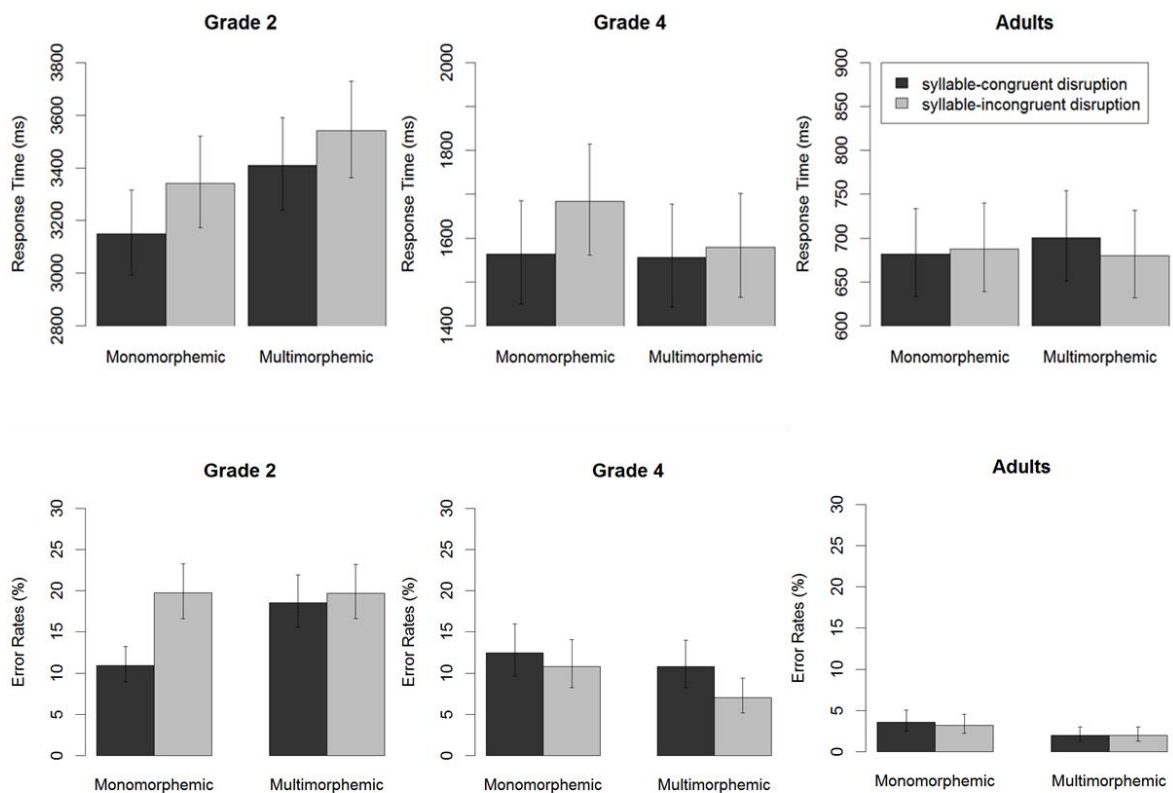 Grade 2
Grade 4
Adults
Response Time (ms)
3800
3600
3400
3200
3000
2800
Monomorphemic
Multimorphemic
Response Time (ms)
2000
1800
1600
1400
Monomorphemic
Multimorphemic
Response Time (ms)
900
850
800
750
700
650
600
syllable-congruent disruption
syllable-incongruent disruption
Monomorphemic
Multimorphemic
Grade 2
Grade 4
Adults
Error Rates (%)
30
25
20
15
10
5
0
Monomorphemic
Multimorphemic
Error Rates (%)
30
25
20
15
10
5
0
Monomorphemic
Multimorphemic
Error Rates (%)
30
25
20
15
10
5
0
Monomorphemic
Multimorphemic